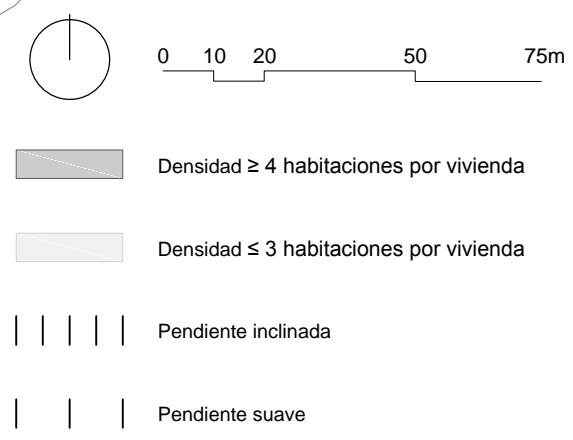 0 10 20 50 75m
Densidad ≥ 4 habitaciones por vivienda
Densidad ≤ 3 habitaciones por vivienda
Pendiente inclinada
Pendiente suave